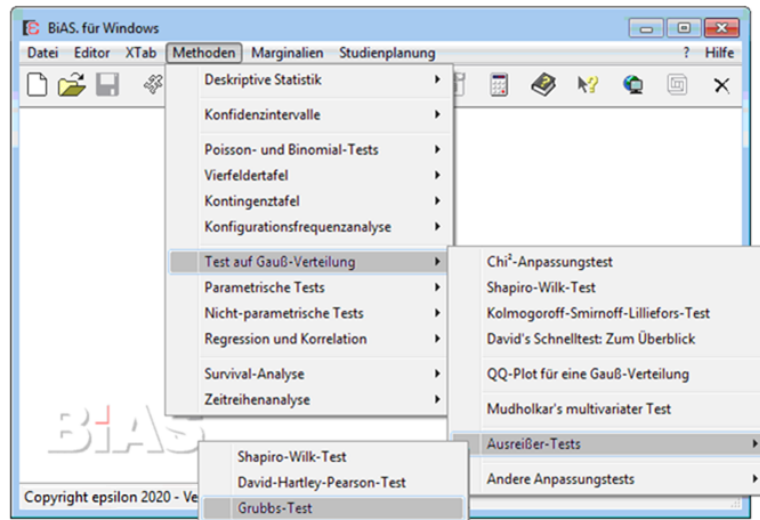 BiAS. für Windows
Datei Editor XTab Methoden Marginalien Studienplanung ? Hilfe
Deskriptive Statistik
Konfidenzintervalle
Poisson- und Binomial-Tests
Vierfeldertafel
Kontingenztafel
Konfigurationsfrequenzanalyse
Test auf Gauß-Verteilung
Parametrische Tests
Nicht-parametrische Tests
Regression und Korrelation
Survival-Analyse
Zeitreihenanalyse
Chi²-Anpassungstest
Shapiro-Wilk-Test
Kolmogoroff-Smirnoff-Lilliefors-Test
David's Schnelltest: Zum Überblick
QQ-Plot für eine Gauß-Verteilung
Mudholkar's multivariater Test
Ausreißer-Tests
Andere Anpassungstests
Shapiro-Wilk-Test
David-Hartley-Pearson-Test
Grubbs-Test
BiAS
Copyright epsilon 2020 - Ve